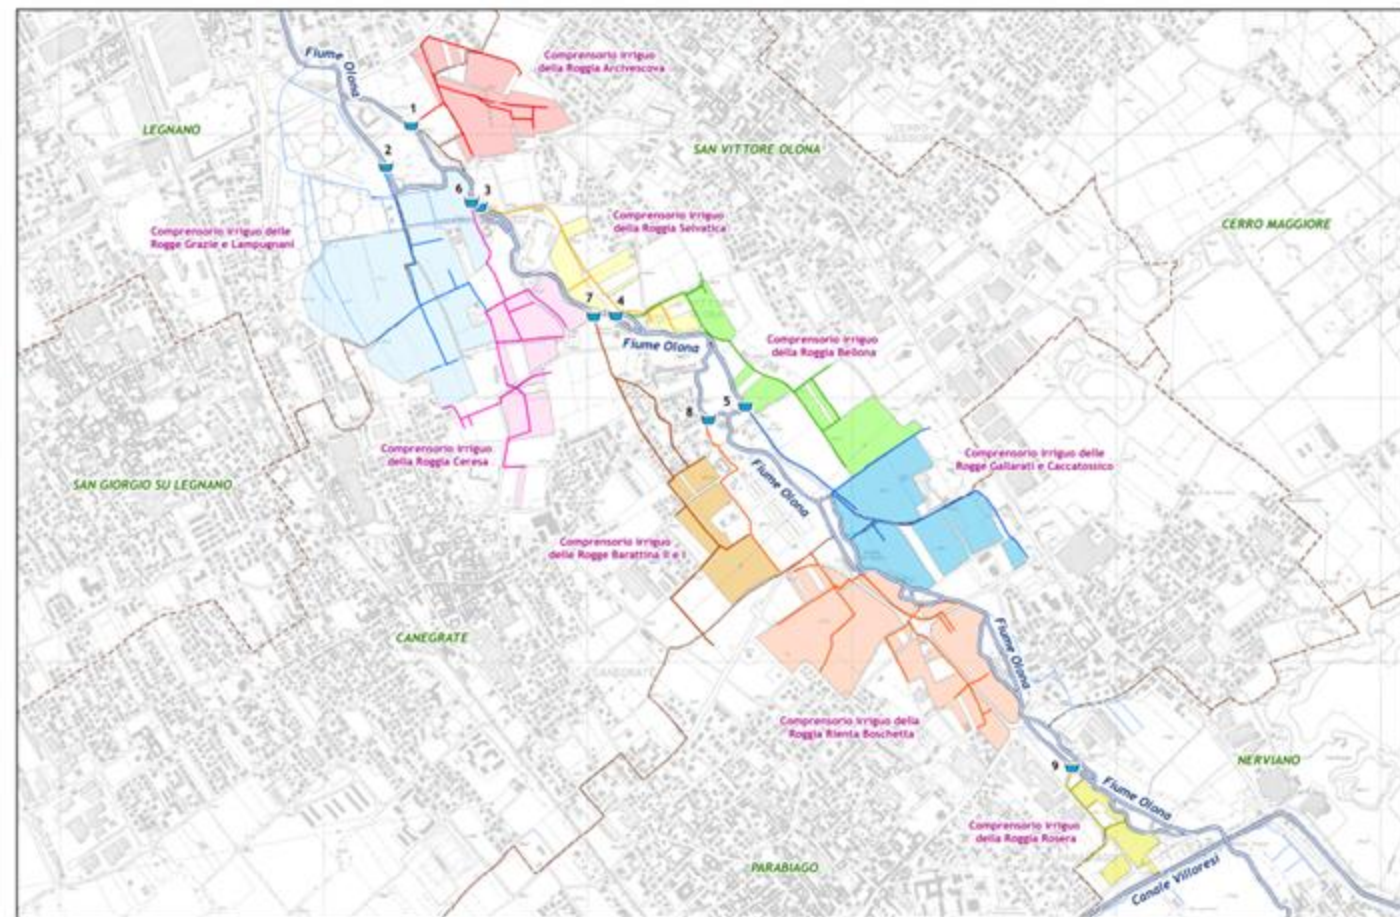 Fiume Olona
Comprensorio irriguo
della Roggia Arcivescova
1
LEGNANO
SAN VITTORE OLONA
2
6
3
Comprensorio irriguo
della Roggia Selvatica
CERRO MAGGIORE
Comprensorio irriguo delle
Rogge Grazie e Lampugnani
7
4
Fiume Olona
Comprensorio irriguo
della Roggia Bellona
8
5
Comprensorio irriguo
della Roggia Ceresa
Comprensorio irriguo delle
Rogge Gallarati e Caccatossico
SAN GIORGIO SU LEGNANO
Fiume Olona
Comprensorio irriguo
delle Rogge Barattina II e I
CANEGRATE
Fiume Olona
Comprensorio irriguo della
Roggia Rienta Boschetta
NERVIANO
9
Fiume Olona
Comprensorio irriguo
della Roggia Rosera
PARABIAGO
Canale Villoresi